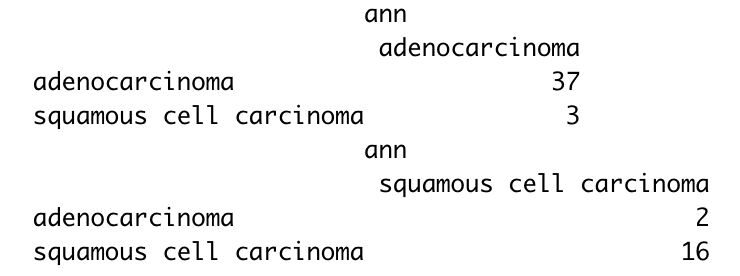 ann
adenocarcinoma
adenocarcinoma 37
squamous cell carcinoma 3
ann
squamous cell carcinoma
adenocarcinoma 2
squamous cell carcinoma 16